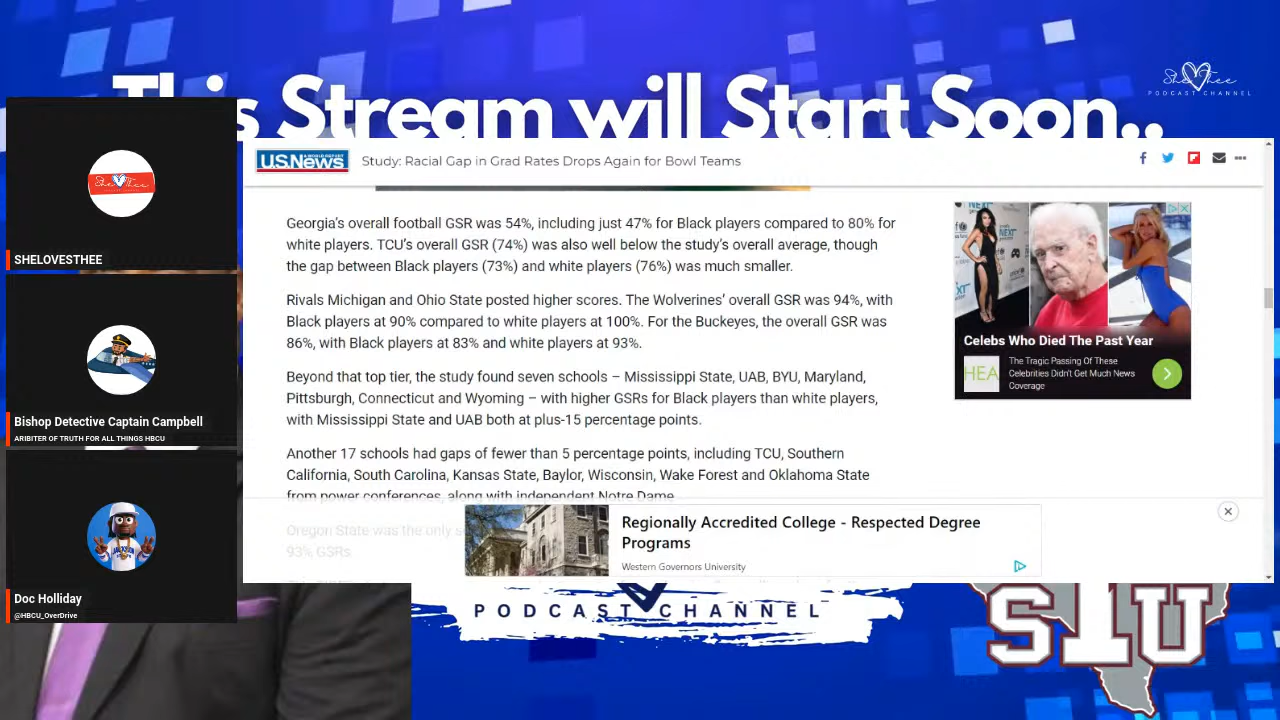 This Stream will Start Soon..
She Thee
PODCAST CHANNEL
SHELOVESTHEE
Bishop Detective Captain Campbell
ARIBITER OF TRUTH FOR ALL THINGS HBCU
Doc Holliday
@HBCU_OverDrive
U.S.News
Study: Racial Gap in Grad Rates Drops Again for Bowl Teams
Georgia's overall football GSR was 54%, including just 47% for Black players compared to 80% for
white players. TCU's overall GSR (74%) was also well below the study's overall average, though
the gap between Black players (73%) and white players (76%) was much smaller.
Rivals Michigan and Ohio State posted higher scores. The Wolverines' overall GSR was 94%, with
Black players at 90% compared to white players at 100%. For the Buckeyes, the overall GSR was
86%, with Black players at 83% and white players at 93%.
Beyond that top tier, the study found seven schools – Mississippi State, UAB, BYU, Maryland,
Pittsburgh, Connecticut and Wyoming – with higher GSRs for Black players than white players,
with Mississippi State and UAB both at plus-15 percentage points.
Another 17 schools had gaps of fewer than 5 percentage points, including TCU, Southern
California, South Carolina, Kansas State, Baylor, Wisconsin, Wake Forest and Oklahoma State
from power conferences, along with independent Notre Dame.
Oregon State was the only s
93% GSRs
Celebs Who Died The Past Year
HEA
The Tragic Passing Of These
Celebrities Didn't Get Much News
Coverage
Regionally Accredited College - Respected Degree
Programs
Western Governors University
PODCAST CHANNEL
STU